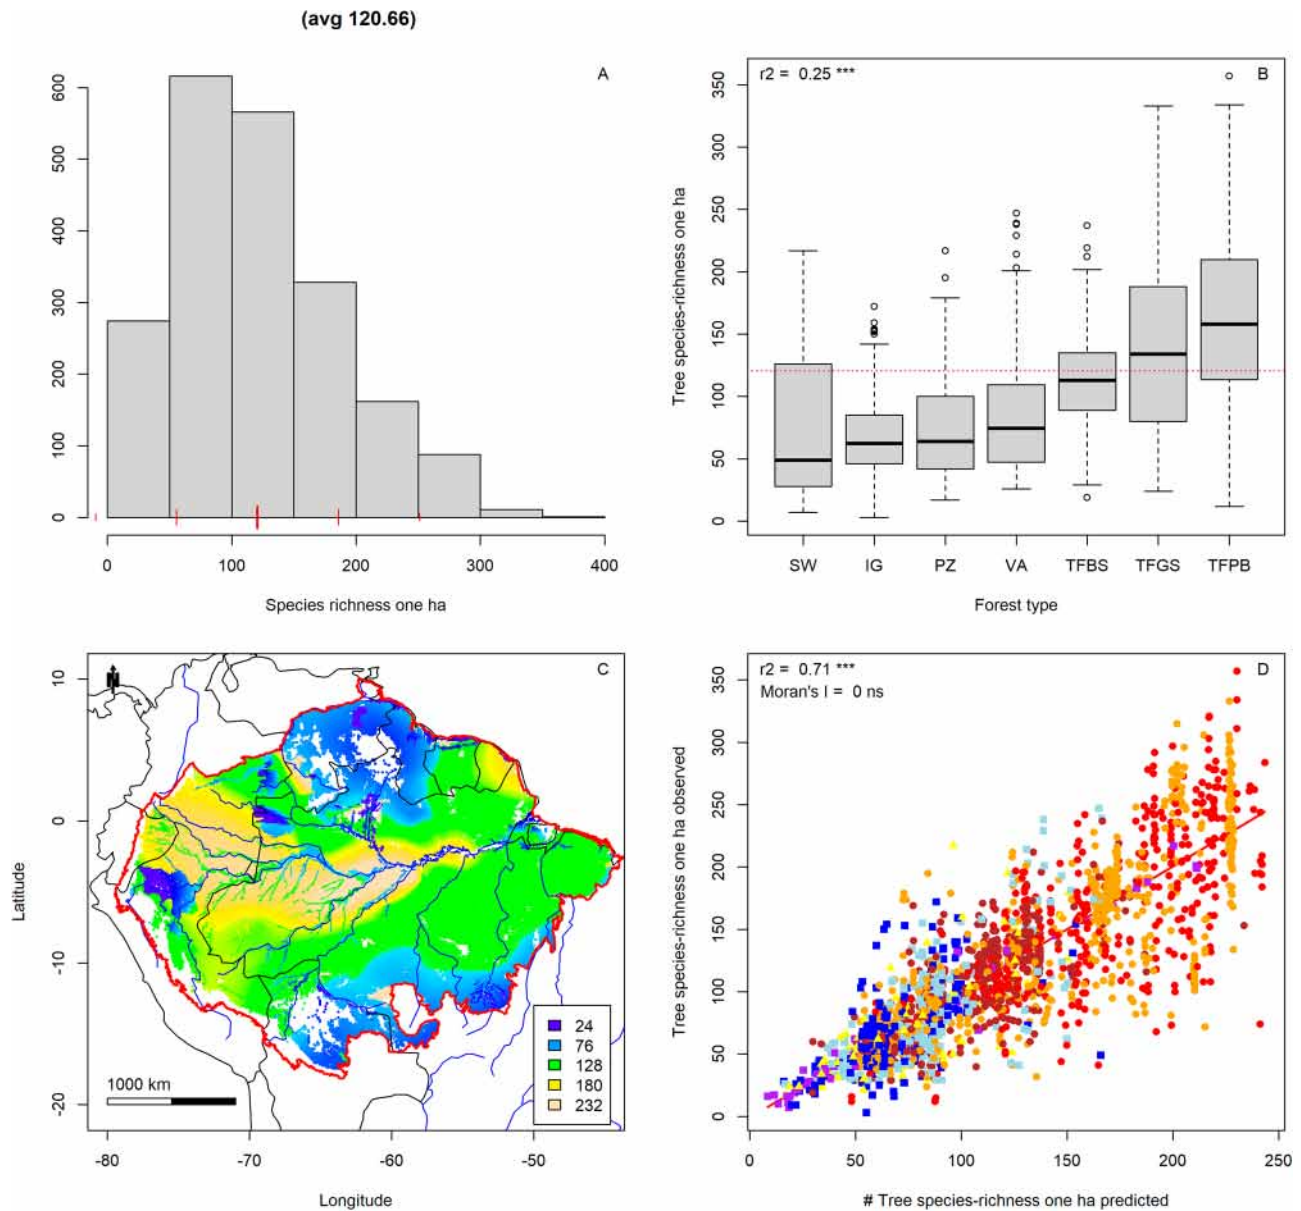 (avg 120.66)
A
600
500
400
300
200
100
0
0 100 200 300 400
Species richness one ha
r2 = 0.25 ***
B
Tree species-richness one ha
350
300
250
200
150
100
50
0
SW IG PZ VA TFBS TFGS TFPB
Forest type
C
N
Latitude
10
0
-10
-20
24
76
128
180
232
1000 km
-80 -70 -60 -50
Longitude
r2 = 0.71 ***
D
Moran's I = 0 ns
Tree species-richness one ha observed
350
300
250
200
150
100
50
0
0 50 100 150 200 250
# Tree species-richness one ha predicted